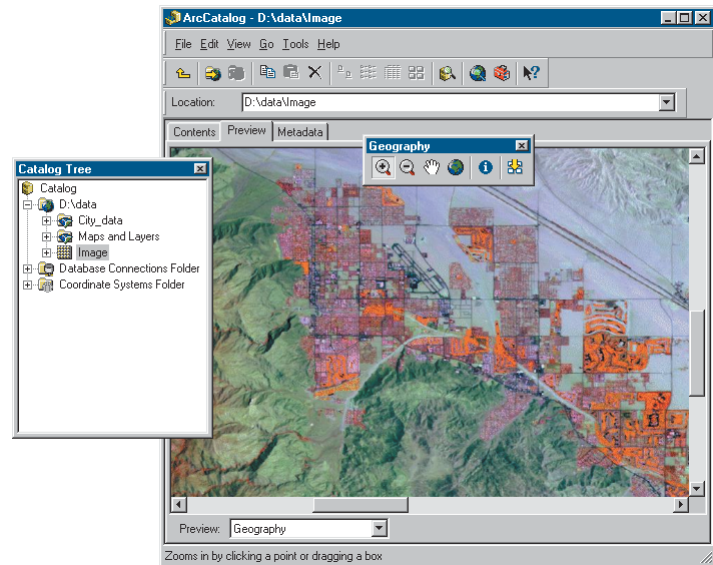 ArcCatalog - D:\data\Image
File Edit View Go Tools Help
Location: D:\data\Image
Contents Preview Metadata
Geography
Catalog Tree
Catalog
D:\data
City_data
Maps and Layers
Image
Database Connections Folder
Coordinate Systems Folder
Preview: Geography
Zooms in by clicking a point or dragging a box